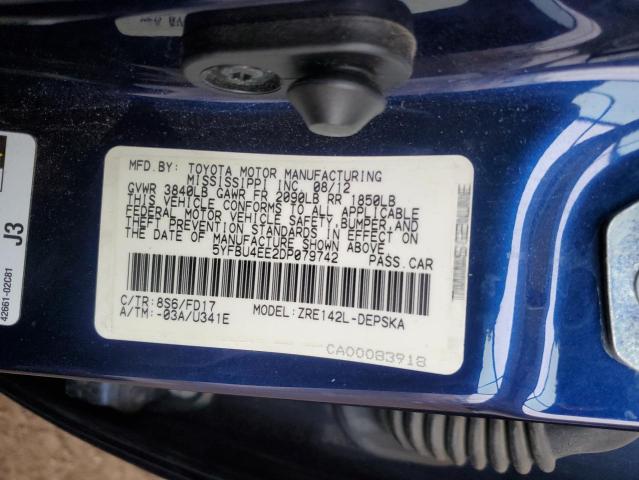 MFD.BY: TOYOTA MOTOR MANUFACTURING
MISSISSIPPI INC 08/12
GVWR 3840LB GAWR FR 2090LB RR 1850LB
THIS VEHICLE CONFORMS TO ALL APPLICABLE
FEDERAL MOTOR VEHICLE SAFETY,BUMPER,AND
THEFT PREVENTION STANDARDS IN EFFECT ON
THE DATE OF MANUFACTURE SHOWN ABOVE.
5YFBU4EE2DP079742 PASS.CAR
C/TR: 8S6/FD17 MODEL:ZRE142L-DEPSKA
A/TM:-03A/U341E
CA00083918
J3
42661-02C81